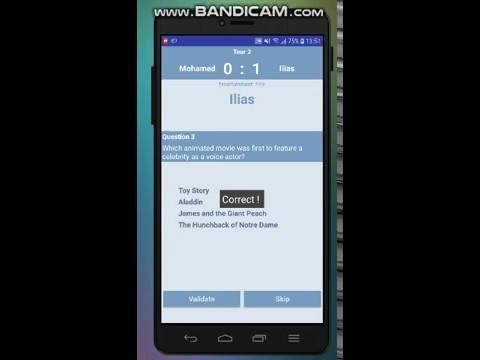 www.BANDICAM.com
75% 13:51
Tour 2
Mohamed 0 : 1 Ilias
Entertainment: Film
Ilias
Question 3
Which animated movie was first to feature a
celebrity as a voice actor?
Toy Story
Aladdin
Correct !
James and the Giant Peach
The Hunchback of Notre Dame
Validate Skip